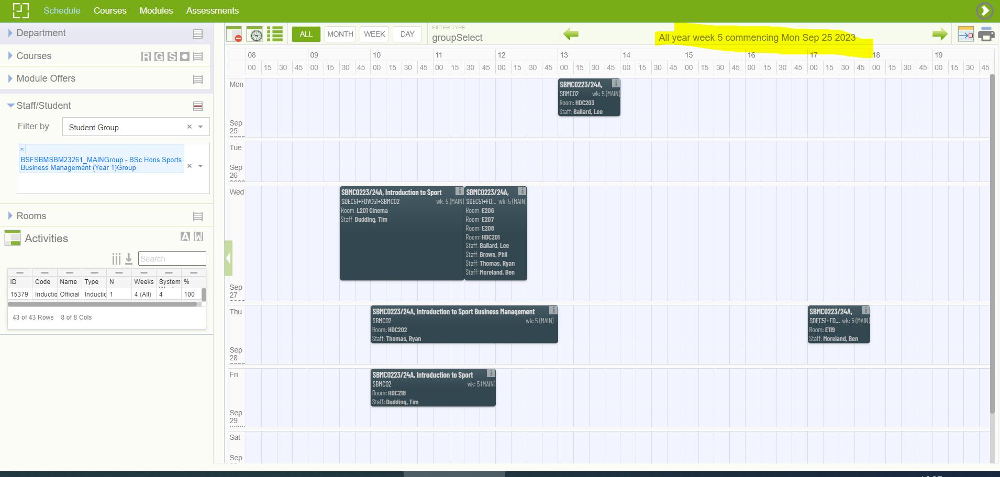 Schedule Courses Modules Assessments
Department
Courses R G S
Module Offers
Staff/Student
Filter by Student Group × 
×
BSFSBMSBM23261_MAINGroup - BSc Hons Sports
Business Management (Year 1)Group
×
Rooms
Activities A W
Search
ID Code Name Type N Weeks System %
15379 Inductio Official Inductic 1 4 (All) 4 100
43 of 43 Rows 8 of 8 Cols
ALL MONTH WEEK DAY
FILTER TYPE
groupSelect
All year week 5 commencing Mon Sep 25 2023
08 09 10 11 12 13 14 15 16 17 18 19
00 15 30 45 00 15 30 45 00 15 30 45 00 15 30 45 00 15 30 45 00 15 30 45 00 15 30 45 00 15 30 45 00 15 30 45 00 15 30 45 00 15 30 45 00 15 30 45
Mon
Sep
25
SBMC0223/24A, i
SBMC02 wk: 5 (MAIN)
Room: HDC203
Staff: Ballard, Lee
Tue
Sep
26
Wed
Sep
27
SBMC0223/24A, Introduction to Sport i
SDEC51+FDVC51+SBMC02 wk: 5 (MAIN)
Room: L201 Cinema
Staff: Dudding, Tim
SBMC0223/24A, i
SDEC51+FD... wk: 5 (MAIN)
Room: E206
Room: E207
Room: E208
Room: HDC201
Staff: Ballard, Lee
Staff: Brown, Phil
Staff: Thomas, Ryan
Staff: Moreland, Ben
Thu
Sep
28
SBMC0223/24A, Introduction to Sport Business Management i
SBMC02 wk: 5 (MAIN)
Room: HDC202
Staff: Thomas, Ryan
SBMC0223/24A, i
SDEC51+FD... wk: 5 (MAIN)
Room: E119
Staff: Moreland, Ben
Fri
Sep
29
SBMC0223/24A, Introduction to Sport i
SBMC02 wk: 5 (MAIN)
Room: HDC218
Staff: Dudding, Tim
Sat
Sep